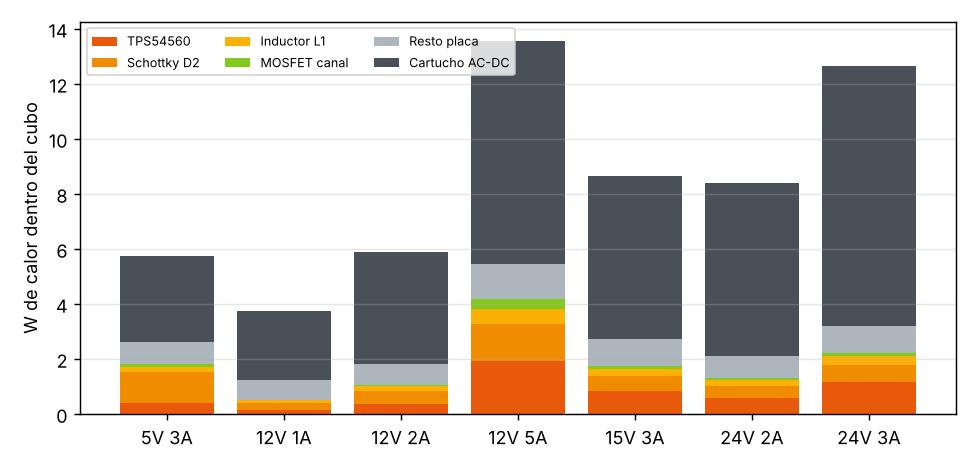 W de calor dentro del cubo
14
12
10
8
6
4
2
0
TPS54560
Schottky D2
Inductor L1
MOSFET canal
Resto placa
Cartucho AC-DC
5V 3A
12V 1A
12V 2A
12V 5A
15V 3A
24V 2A
24V 3A